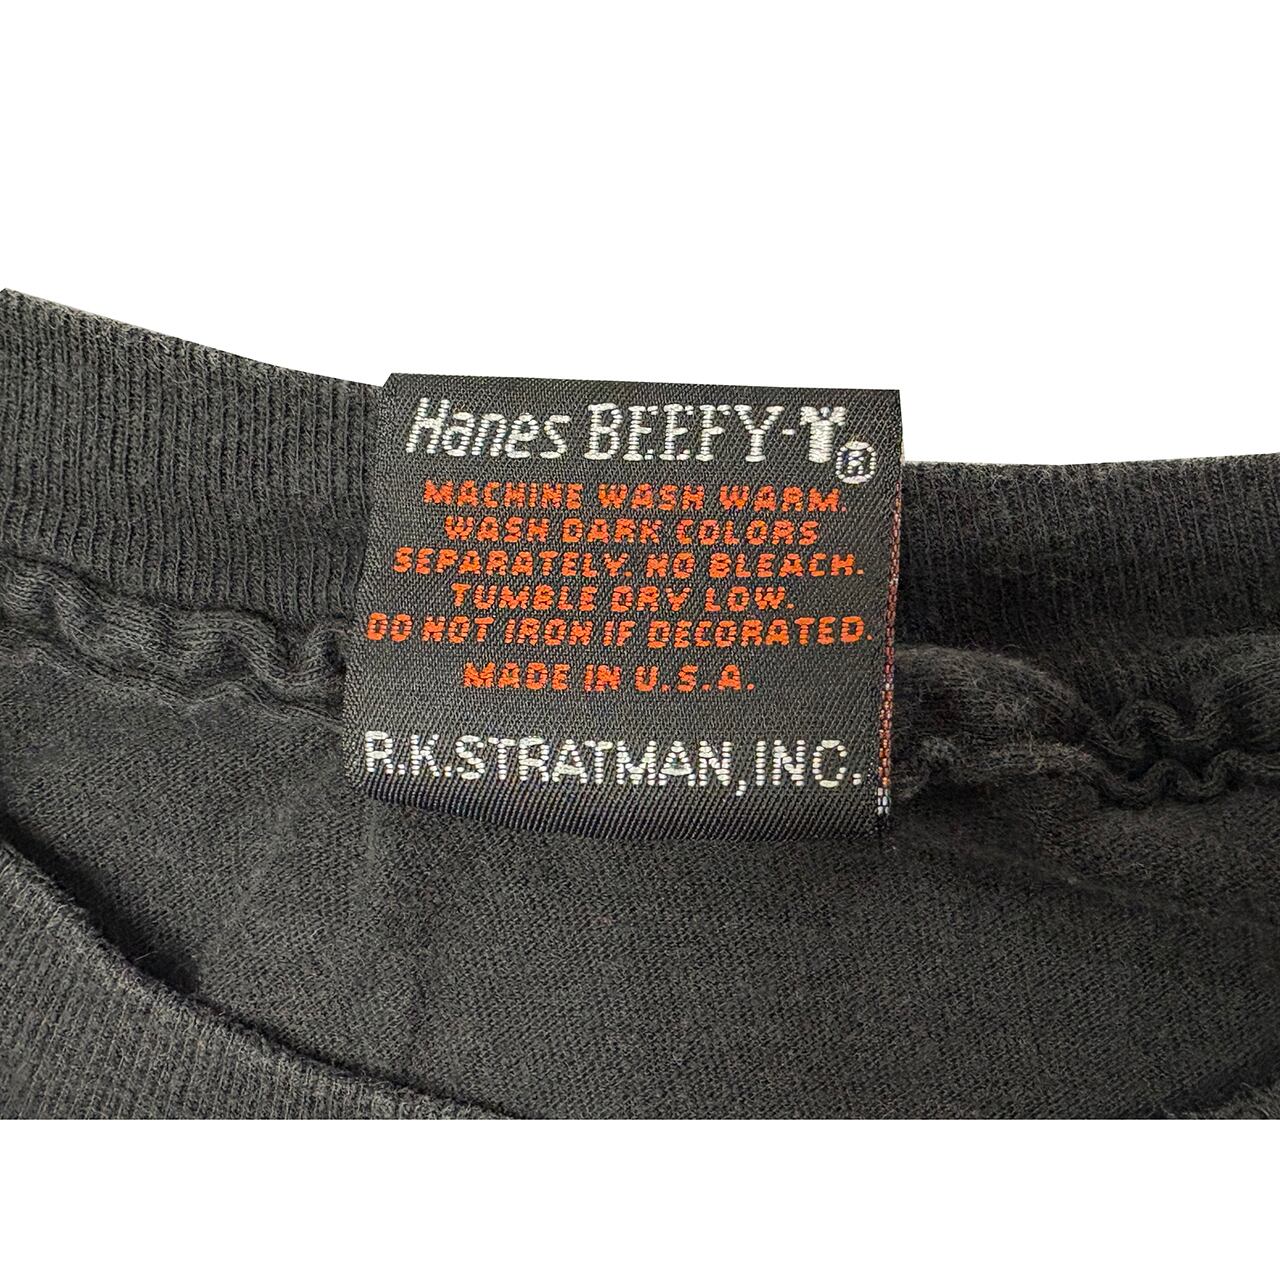 Hanes BEEFY-T®
MACHINE WASH WARM.
WASH DARK COLORS
SEPARATELY. NO BLEACH.
TUMBLE DRY LOW.
DO NOT IRON IF DECORATED.
MADE IN U.S.A.
R.K.STRATMAN,INC.